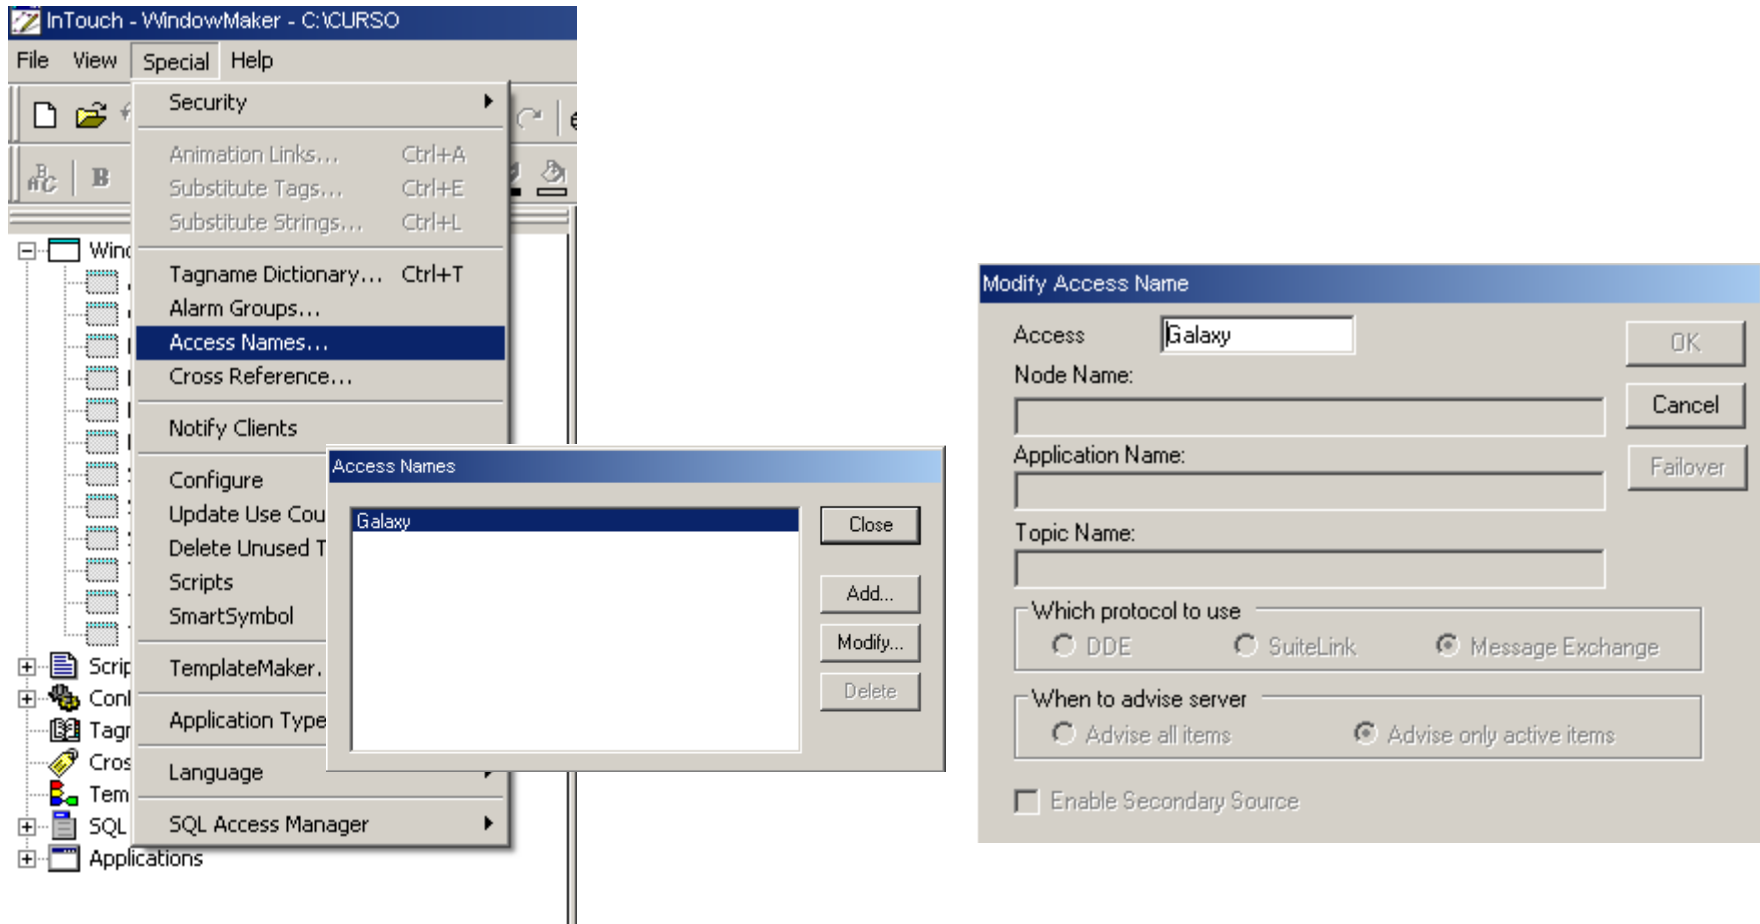 InTouch - WindowMaker - C:\CURSO
File View Special Help
Security
Animation Links... Ctrl+A
Substitute Tags... Ctrl+E
Substitute Strings... Ctrl+L
Tagname Dictionary... Ctrl+T
Alarm Groups...
Access Names...
Cross Reference...
Notify Clients
Configure
Update Use Cou
Delete Unused T
Scripts
SmartSymbol
TemplateMaker.
Application Type
Language
SQL Access Manager
ABC B
Wind
Scrip
Conf
Tagn
Cros
Tem
SQL
Applications
Access Names
Galaxy
Close
Add...
Modify...
Delete
Modify Access Name
Access Galaxy
OK
Node Name:
Cancel
Application Name:
Failover
Topic Name:
Which protocol to use
DDE SuiteLink Message Exchange
When to advise server
Advise all items Advise only active items
Enable Secondary Source